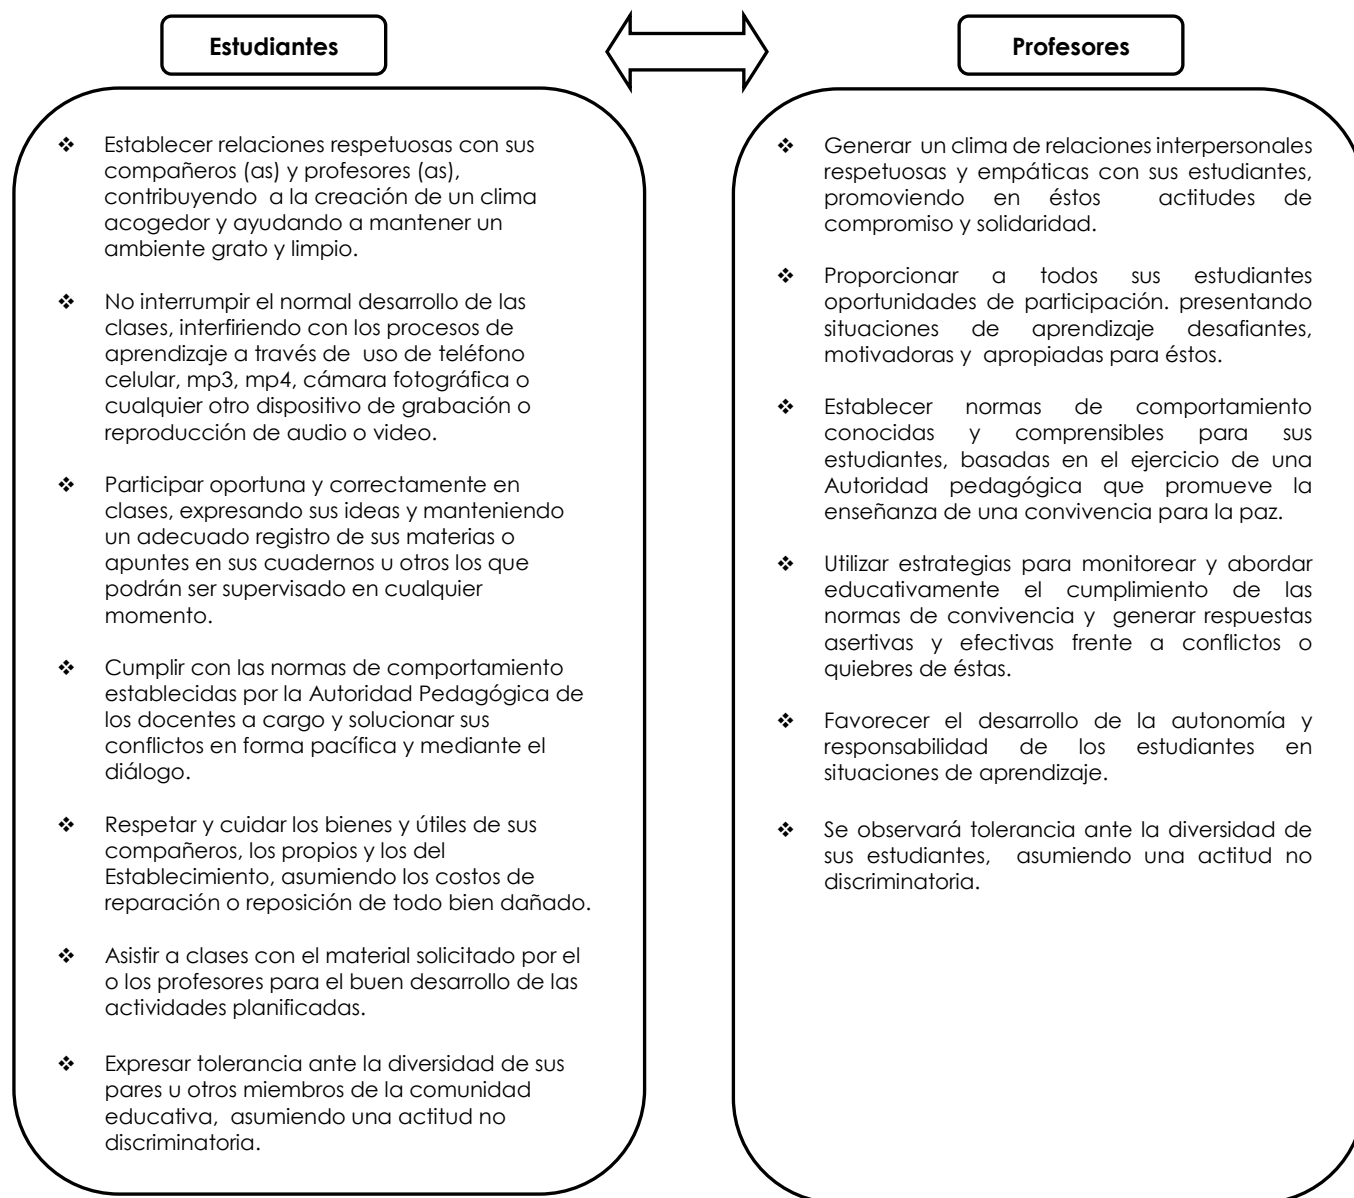 Estudiantes
Establecer relaciones respetuosas con sus
compañeros (as) y profesores (as),
contribuyendo a la creación de un clima
acogedor y ayudando a mantener un
ambiente grato y limpio.
No interrumpir el normal desarrollo de las
clases, interfiriendo con los procesos de
aprendizaje a través de uso de teléfono
celular, mp3, mp4, cámara fotográfica o
cualquier otro dispositivo de grabación o
reproducción de audio o video.
Participar oportuna y correctamente en
clases, expresando sus ideas y manteniendo
un adecuado registro de sus materias o
apuntes en sus cuadernos u otros los que
podrán ser supervisado en cualquier
momento.
Cumplir con las normas de comportamiento
establecidas por la Autoridad Pedagógica de
los docentes a cargo y solucionar sus
conflictos en forma pacífica y mediante el
diálogo.
Respetar y cuidar los bienes y útiles de sus
compañeros, los propios y los del
Establecimiento, asumiendo los costos de
reparación o reposición de todo bien dañado.
Asistir a clases con el material solicitado por el
o los profesores para el buen desarrollo de las
actividades planificadas.
Expresar tolerancia ante la diversidad de sus
pares u otros miembros de la comunidad
educativa, asumiendo una actitud no
discriminatoria.
Profesores
Generar un clima de relaciones interpersonales
respetuosas y empáticas con sus estudiantes,
promoviendo en éstos actitudes de
compromiso y solidaridad.
Proporcionar a todos sus estudiantes
oportunidades de participación. presentando
situaciones de aprendizaje desafiantes,
motivadoras y apropiadas para éstos.
Establecer normas de comportamiento
conocidas y comprensibles para sus
estudiantes, basadas en el ejercicio de una
Autoridad pedagógica que promueve la
enseñanza de una convivencia para la paz.
Utilizar estrategias para monitorear y abordar
educativamente el cumplimiento de las
normas de convivencia y generar respuestas
asertivas y efectivas frente a conflictos o
quiebres de éstas.
Favorecer el desarrollo de la autonomía y
responsabilidad de los estudiantes en
situaciones de aprendizaje.
Se observará tolerancia ante la diversidad de
sus estudiantes, asumiendo una actitud no
discriminatoria.